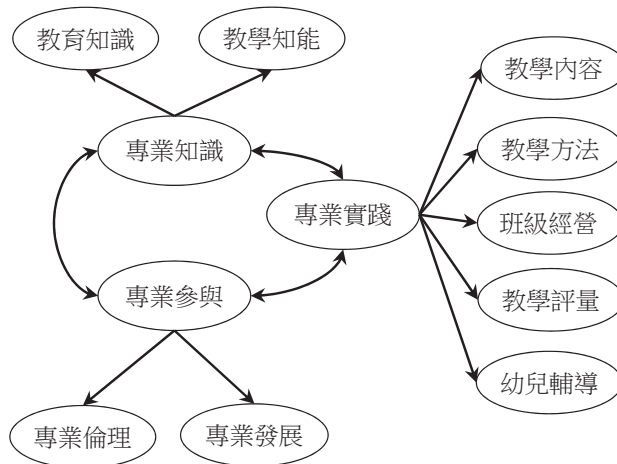 教育知識
教學知能
教學內容
專業知識
教學方法
專業實踐
班級經營
專業參與
教學評量
幼兒輔導
專業倫理
專業發展